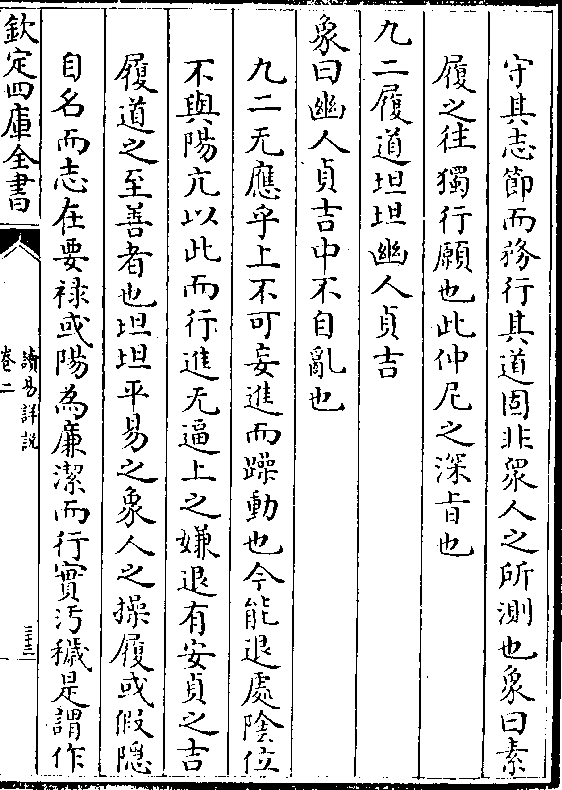 守其志節而務行其道固非衆人之所測也象曰素
履之往獨行願也此仲尼之深旨也
九二履道坦坦幽人貞吉
象曰幽人貞吉中不自亂也
九二无應乎上不可妄進而躁動也今能退處陰位
不與陽亢以此而行進无逼上之嫌退有安貞之吉
履道之至善者也坦坦平易之象人之操履或假隠
自名而志在要禄或陽為廉潔而行實汚穢是謂作
欽定四庫全書
讀易詳説
卷二
三十三